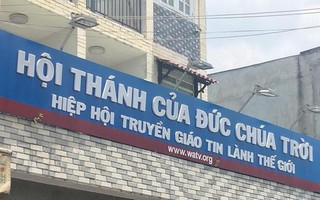 HỘI THÁNH CỦA ĐỨC CHÚA TRỜI
HIỆP HỘI TRUYỀN GIÁO TIN LÀNH THẾ GIỚI
www.watv.org